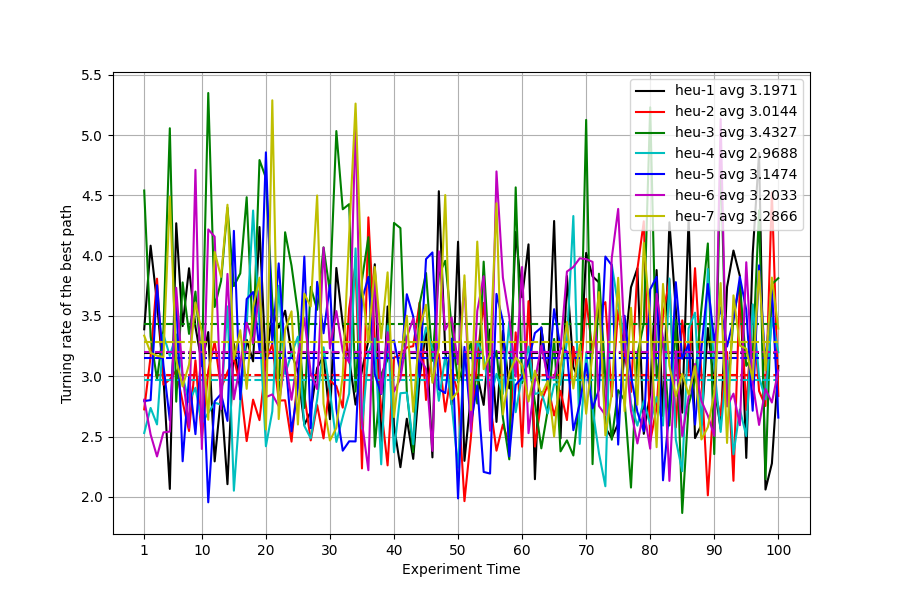 5.5
5.0
4.5
4.0
3.5
3.0
2.5
2.0
Turning rate of the best path
heu-1 avg 3.1971
heu-2 avg 3.0144
heu-3 avg 3.4327
heu-4 avg 2.9688
heu-5 avg 3.1474
heu-6 avg 3.2033
heu-7 avg 3.2866
1 10 20 30 40 50 60 70 80 90 100
Experiment Time